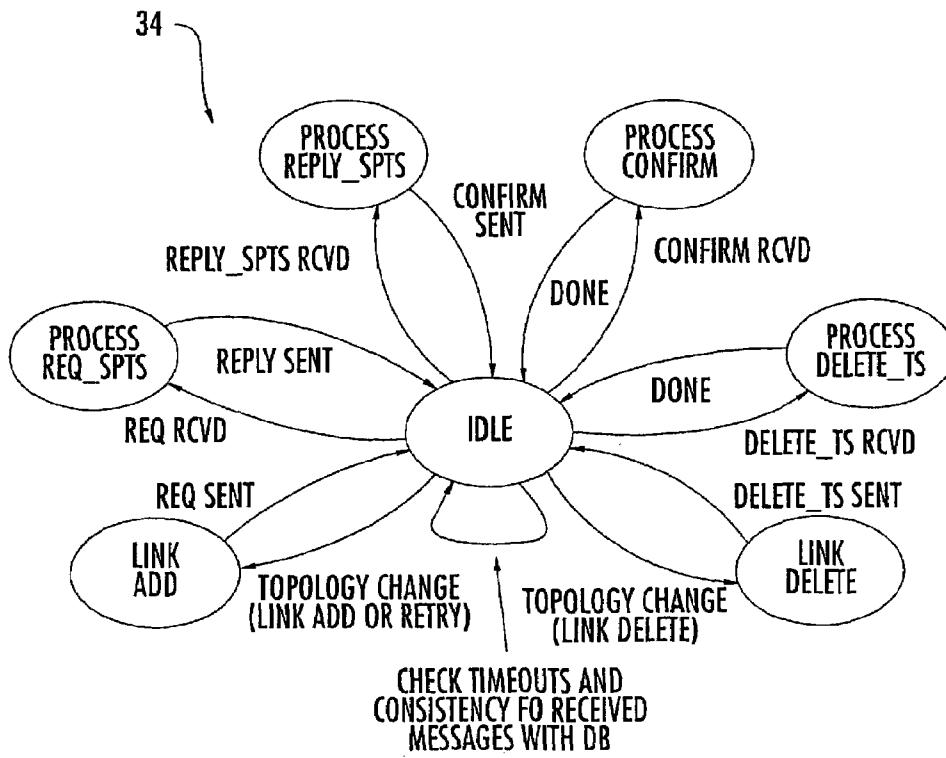 34
PROCESS
REPLY_SPTS
PROCESS
CONFIRM
CONFIRM
SENT
REPLY_SPTS RCVD
CONFIRM RCVD
DONE
PROCESS
REQ_SPTS
REPLY SENT
PROCESS
DELETE_TS
DONE
IDLE
REQ RCVD
DELETE_TS RCVD
REQ SENT
DELETE_TS SENT
LINK
ADD
LINK
DELETE
TOPOLOGY CHANGE
(LINK ADD OR RETRY)
TOPOLOGY CHANGE
(LINK DELETE)
CHECK TIMEOUTS AND
CONSISTENCY FO RECEIVED
MESSAGES WITH DB